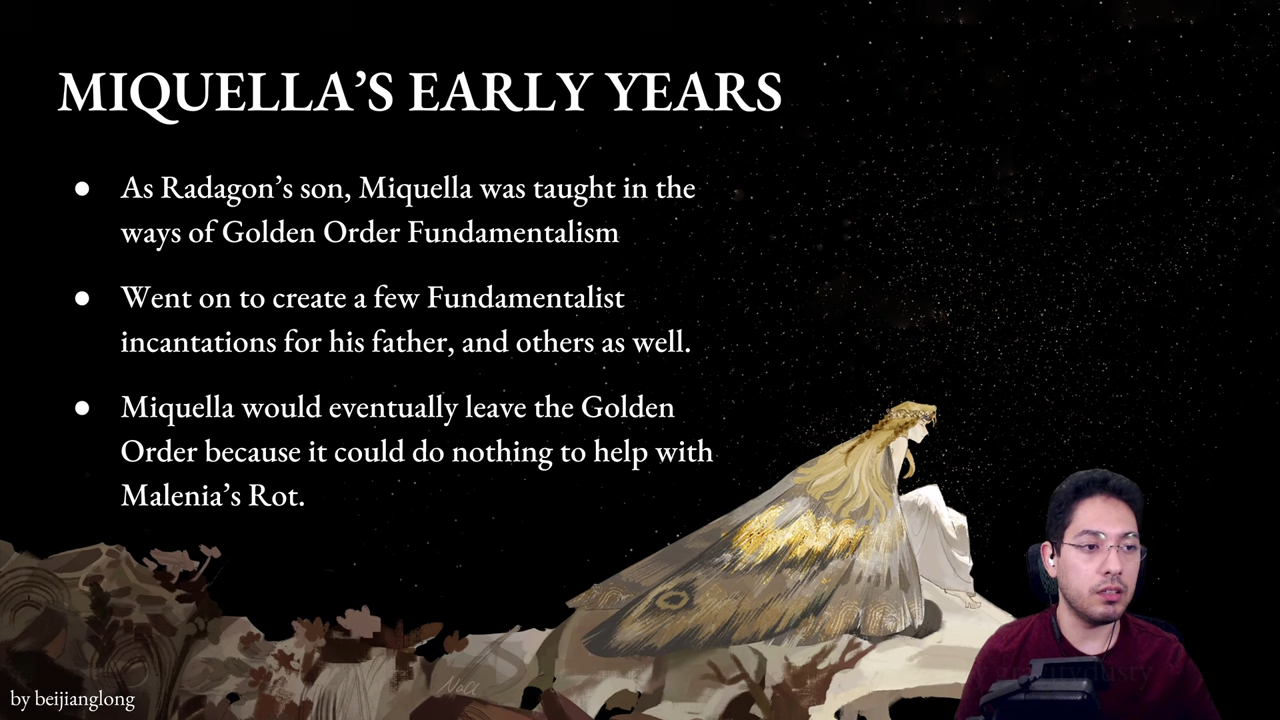 MIQUELLA’S EARLY YEARS
● As Radagon’s son, Miquella was taught in the
ways of Golden Order Fundamentalism
● Went on to create a few Fundamentalist
incantations for his father, and others as well.
● Miquella would eventually leave the Golden
Order because it could do nothing to help with
Malenia’s Rot.
NaCl
by beijianglong